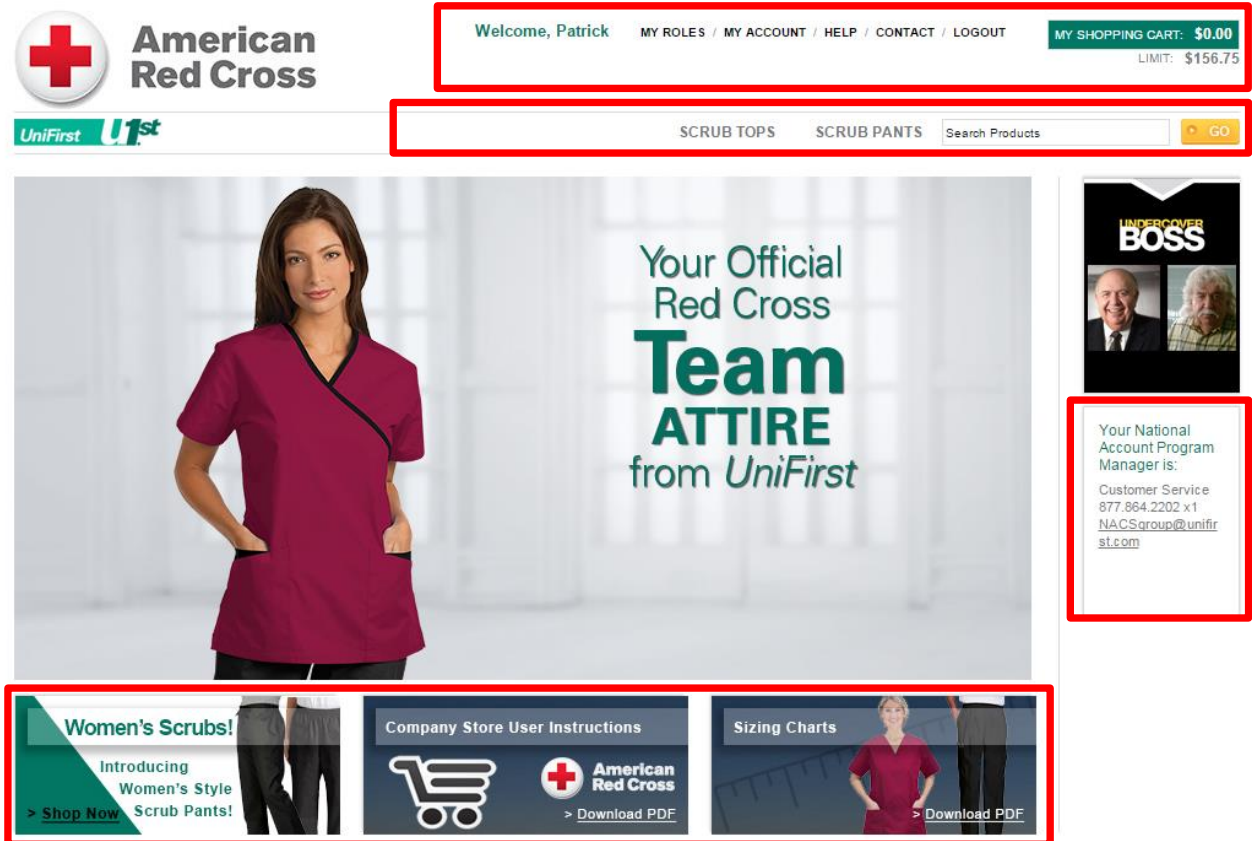 American
Red Cross
Welcome, Patrick
MY ROLES / MY ACCOUNT / HELP / CONTACT / LOGOUT
MY SHOPPING CART: $0.00
LIMIT: $156.75
UniFirst U1st
SCRUB TOPS
SCRUB PANTS
Search Products
GO
Your Official
Red Cross
Team
ATTIRE
from UniFirst
UNDERCOVER
BOSS
Your National
Account Program
Manager is:
Customer Service
877.864.2202 x1
NACSgroup@unifir
st.com
Women's Scrubs!
Introducing
Women's Style
Scrub Pants!
> Shop Now
Company Store User Instructions
American
Red Cross
> Download PDF
Sizing Charts
> Download PDF